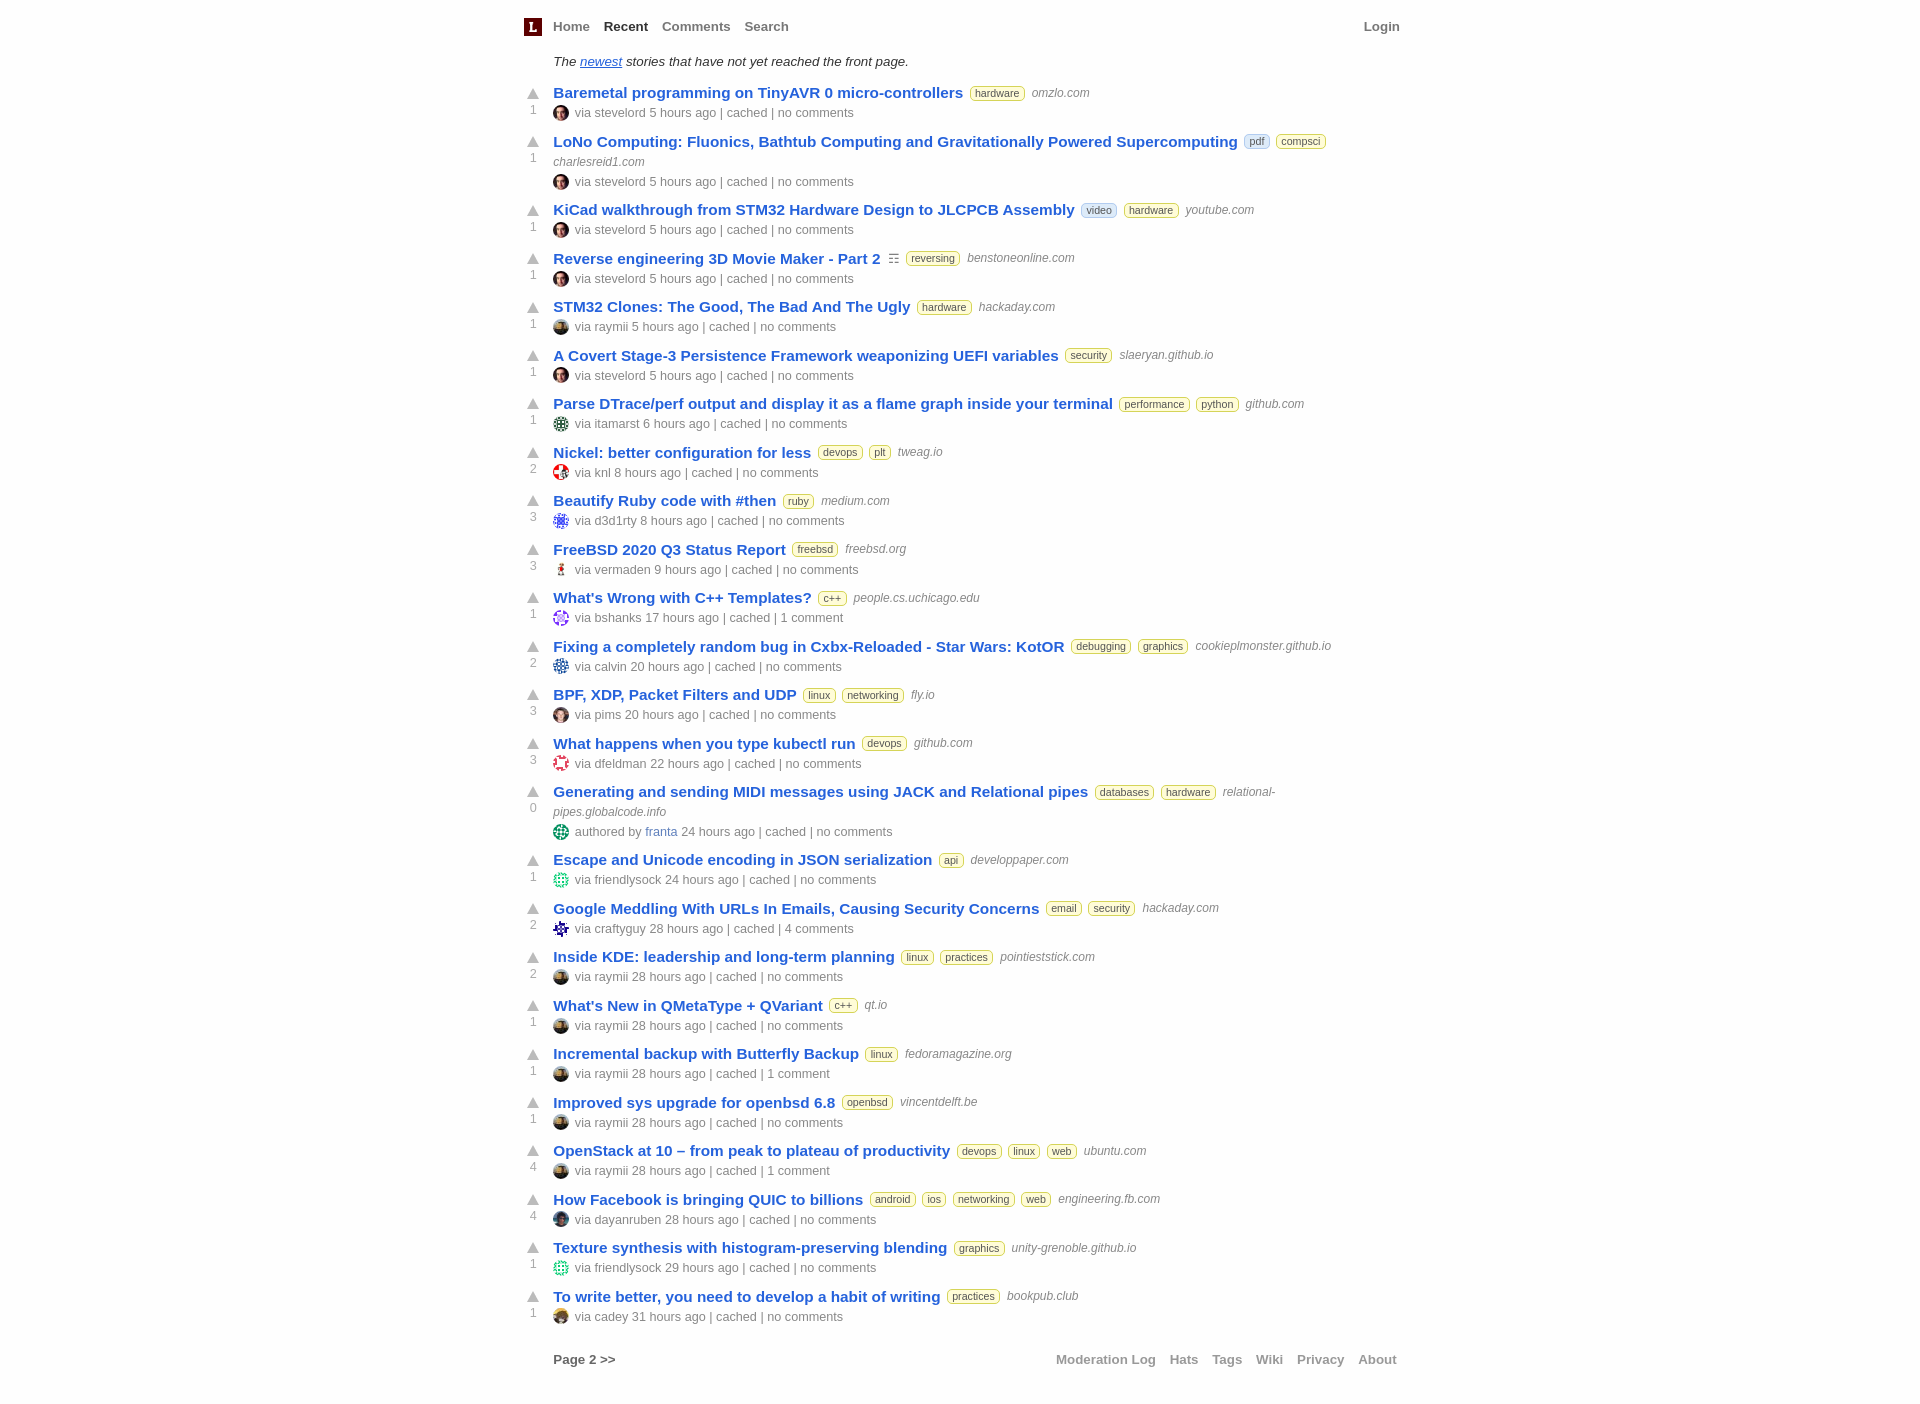 L Home Recent Comments Search Login
The newest stories that have not yet reached the front page.
Baremetal programming on TinyAVR 0 micro-controllers hardware omzlo.com
1 via stevelord 5 hours ago | cached | no comments
LoNo Computing: Fluonics, Bathtub Computing and Gravitationally Powered Supercomputing pdf compsci
1 charlesreid1.com
via stevelord 5 hours ago | cached | no comments
KiCad walkthrough from STM32 Hardware Design to JLCPCB Assembly video hardware youtube.com
1 via stevelord 5 hours ago | cached | no comments
Reverse engineering 3D Movie Maker - Part 2 ☶ reversing benstoneonline.com
1 via stevelord 5 hours ago | cached | no comments
STM32 Clones: The Good, The Bad And The Ugly hardware hackaday.com
1 via raymii 5 hours ago | cached | no comments
A Covert Stage-3 Persistence Framework weaponizing UEFI variables security slaeryan.github.io
1 via stevelord 5 hours ago | cached | no comments
Parse DTrace/perf output and display it as a flame graph inside your terminal performance python github.com
1 via itamarst 6 hours ago | cached | no comments
Nickel: better configuration for less devops plt tweag.io
2 via knl 8 hours ago | cached | no comments
Beautify Ruby code with #then ruby medium.com
3 via d3d1rty 8 hours ago | cached | no comments
FreeBSD 2020 Q3 Status Report freebsd freebsd.org
3 via vermaden 9 hours ago | cached | no comments
What's Wrong with C++ Templates? c++ people.cs.uchicago.edu
1 via bshanks 17 hours ago | cached | 1 comment
Fixing a completely random bug in Cxbx-Reloaded - Star Wars: KotOR debugging graphics cookieplmonster.github.io
2 via calvin 20 hours ago | cached | no comments
BPF, XDP, Packet Filters and UDP linux networking fly.io
3 via pims 20 hours ago | cached | no comments
What happens when you type kubectl run devops github.com
3 via dfeldman 22 hours ago | cached | no comments
Generating and sending MIDI messages using JACK and Relational pipes databases hardware relational-
0 pipes.globalcode.info
authored by franta 24 hours ago | cached | no comments
Escape and Unicode encoding in JSON serialization api developpaper.com
1 via friendlysock 24 hours ago | cached | no comments
Google Meddling With URLs In Emails, Causing Security Concerns email security hackaday.com
2 via craftyguy 28 hours ago | cached | 4 comments
Inside KDE: leadership and long-term planning linux practices pointieststick.com
2 via raymii 28 hours ago | cached | no comments
What's New in QMetaType + QVariant c++ qt.io
1 via raymii 28 hours ago | cached | no comments
Incremental backup with Butterfly Backup linux fedoramagazine.org
1 via raymii 28 hours ago | cached | 1 comment
Improved sys upgrade for openbsd 6.8 openbsd vincentdelft.be
1 via raymii 28 hours ago | cached | no comments
OpenStack at 10 – from peak to plateau of productivity devops linux web ubuntu.com
4 via raymii 28 hours ago | cached | 1 comment
How Facebook is bringing QUIC to billions android ios networking web engineering.fb.com
4 via dayanruben 28 hours ago | cached | no comments
Texture synthesis with histogram-preserving blending graphics unity-grenoble.github.io
1 via friendlysock 29 hours ago | cached | no comments
To write better, you need to develop a habit of writing practices bookpub.club
1 via cadey 31 hours ago | cached | no comments
Page 2 >> Moderation Log Hats Tags Wiki Privacy About